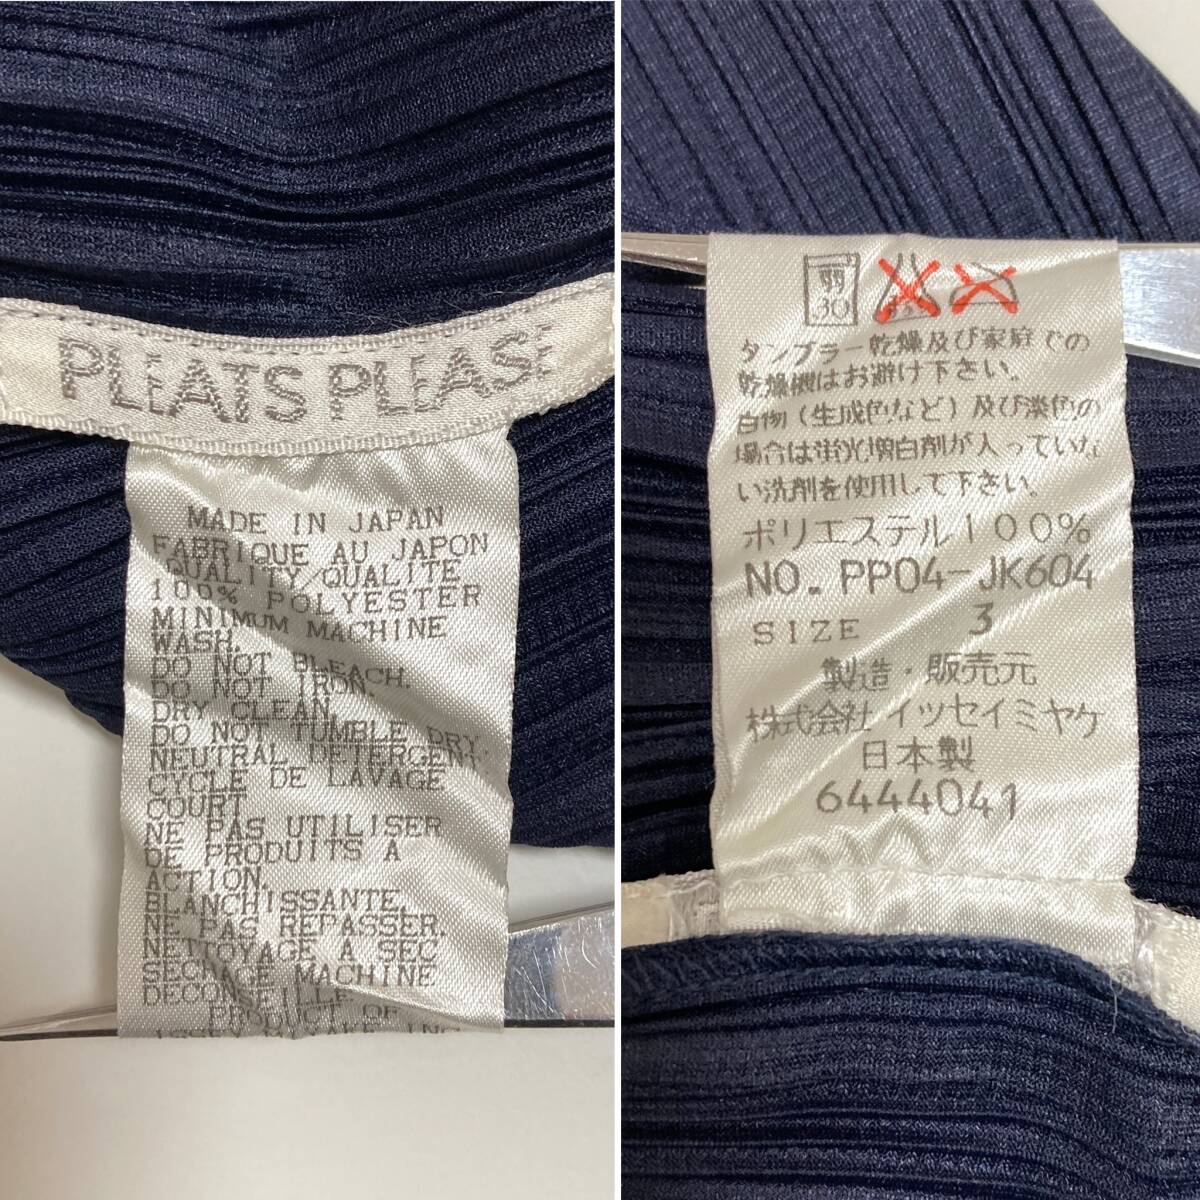 PLEATS PLEASE
MADE IN JAPAN
FABRIQUE AU JAPON
QUALITY/QUALITE
100% POLYESTER
MINIMUM MACHINE
WASH.
DO NOT BLEACH.
DO NOT IRON.
DRY CLEAN.
DO NOT TUMBLE DRY.
NEUTRAL DETERGENT
CYCLE DE LAVAGE
COURT
NE PAS UTILISER
DE PRODUITS A
ACTION.
BLANCHISSANTE.
NE PAS REPASSER.
NETTOYAGE A SEC
SECHAGE MACHINE
DECONSEILLE
PRODUCT OF
ISSEY MIYAKE INC.
弱
30
タンブラー乾燥及び家庭での
乾燥機はお避け下さい。
白物（生成色など）及び淡色の
場合は蛍光増白剤が入っていな
い洗剤を使用して下さい。
ポリエステル100%
NO. PP04-JK604
SIZE 3
製造・販売元
株式会社イッセイミヤケ
日本製
6444041